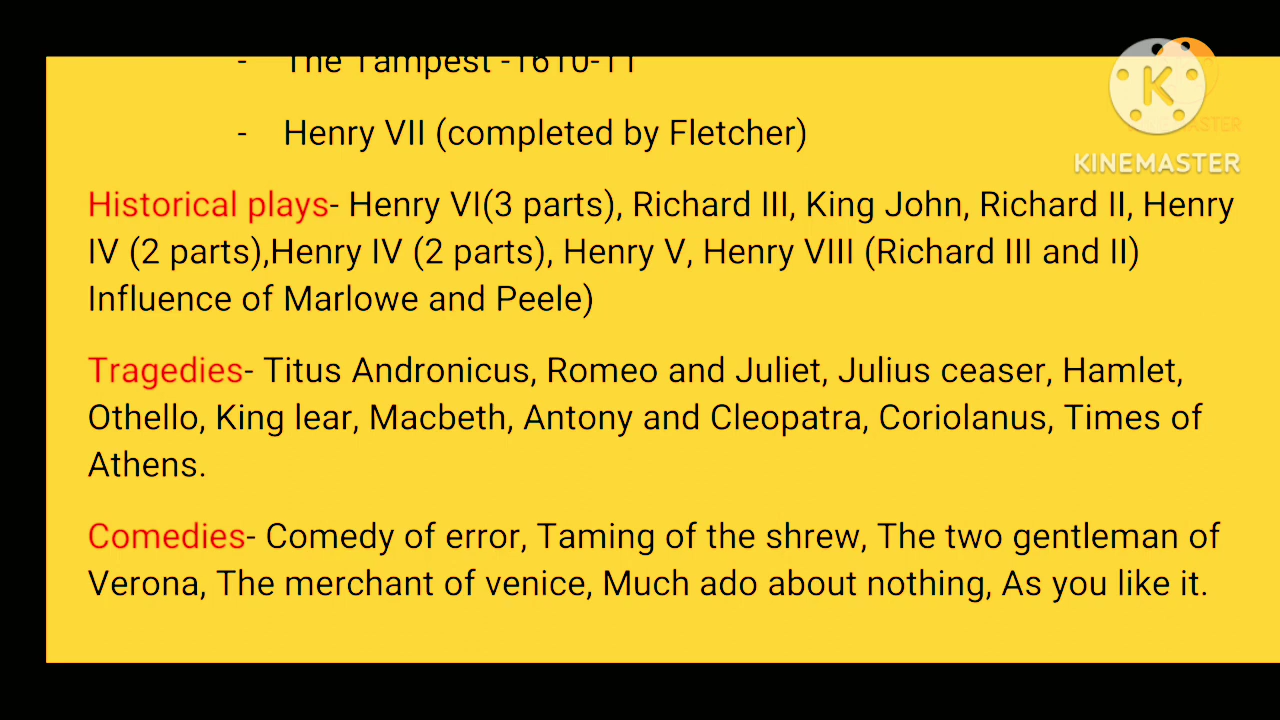 - The Tampest -1610-11
- Henry VII (completed by Fletcher)
KINEMASTER
Historical plays- Henry VI(3 parts), Richard III, King John, Richard II, Henry
IV (2 parts),Henry IV (2 parts), Henry V, Henry VIII (Richard III and II)
Influence of Marlowe and Peele)
Tragedies- Titus Andronicus, Romeo and Juliet, Julius ceaser, Hamlet,
Othello, King lear, Macbeth, Antony and Cleopatra, Coriolanus, Times of
Athens.
Comedies- Comedy of error, Taming of the shrew, The two gentleman of
Verona, The merchant of venice, Much ado about nothing, As you like it.